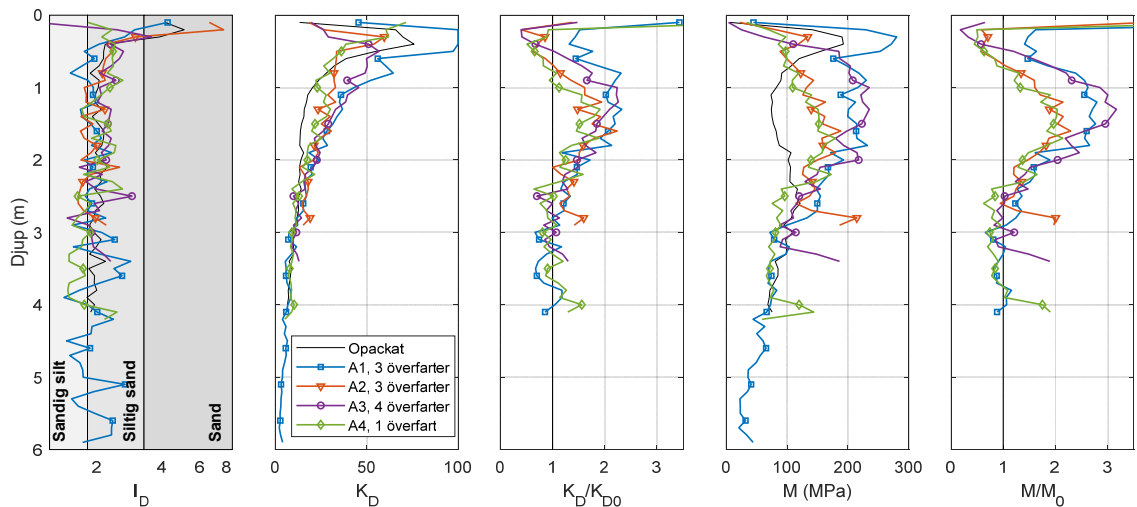 0
1
2
3
4
5
6
Djup (m)
Sandig silt
Siltig sand
Sand
2
4
6
8
I_D
0
50
100
K_D
Opackat
A1, 3 överfarter
A2, 3 överfarter
A3, 4 överfarter
A4, 1 överfart
0
1
2
3
K_D/K_D0
0
100
200
300
M (MPa)
0
1
2
3
M/M_0